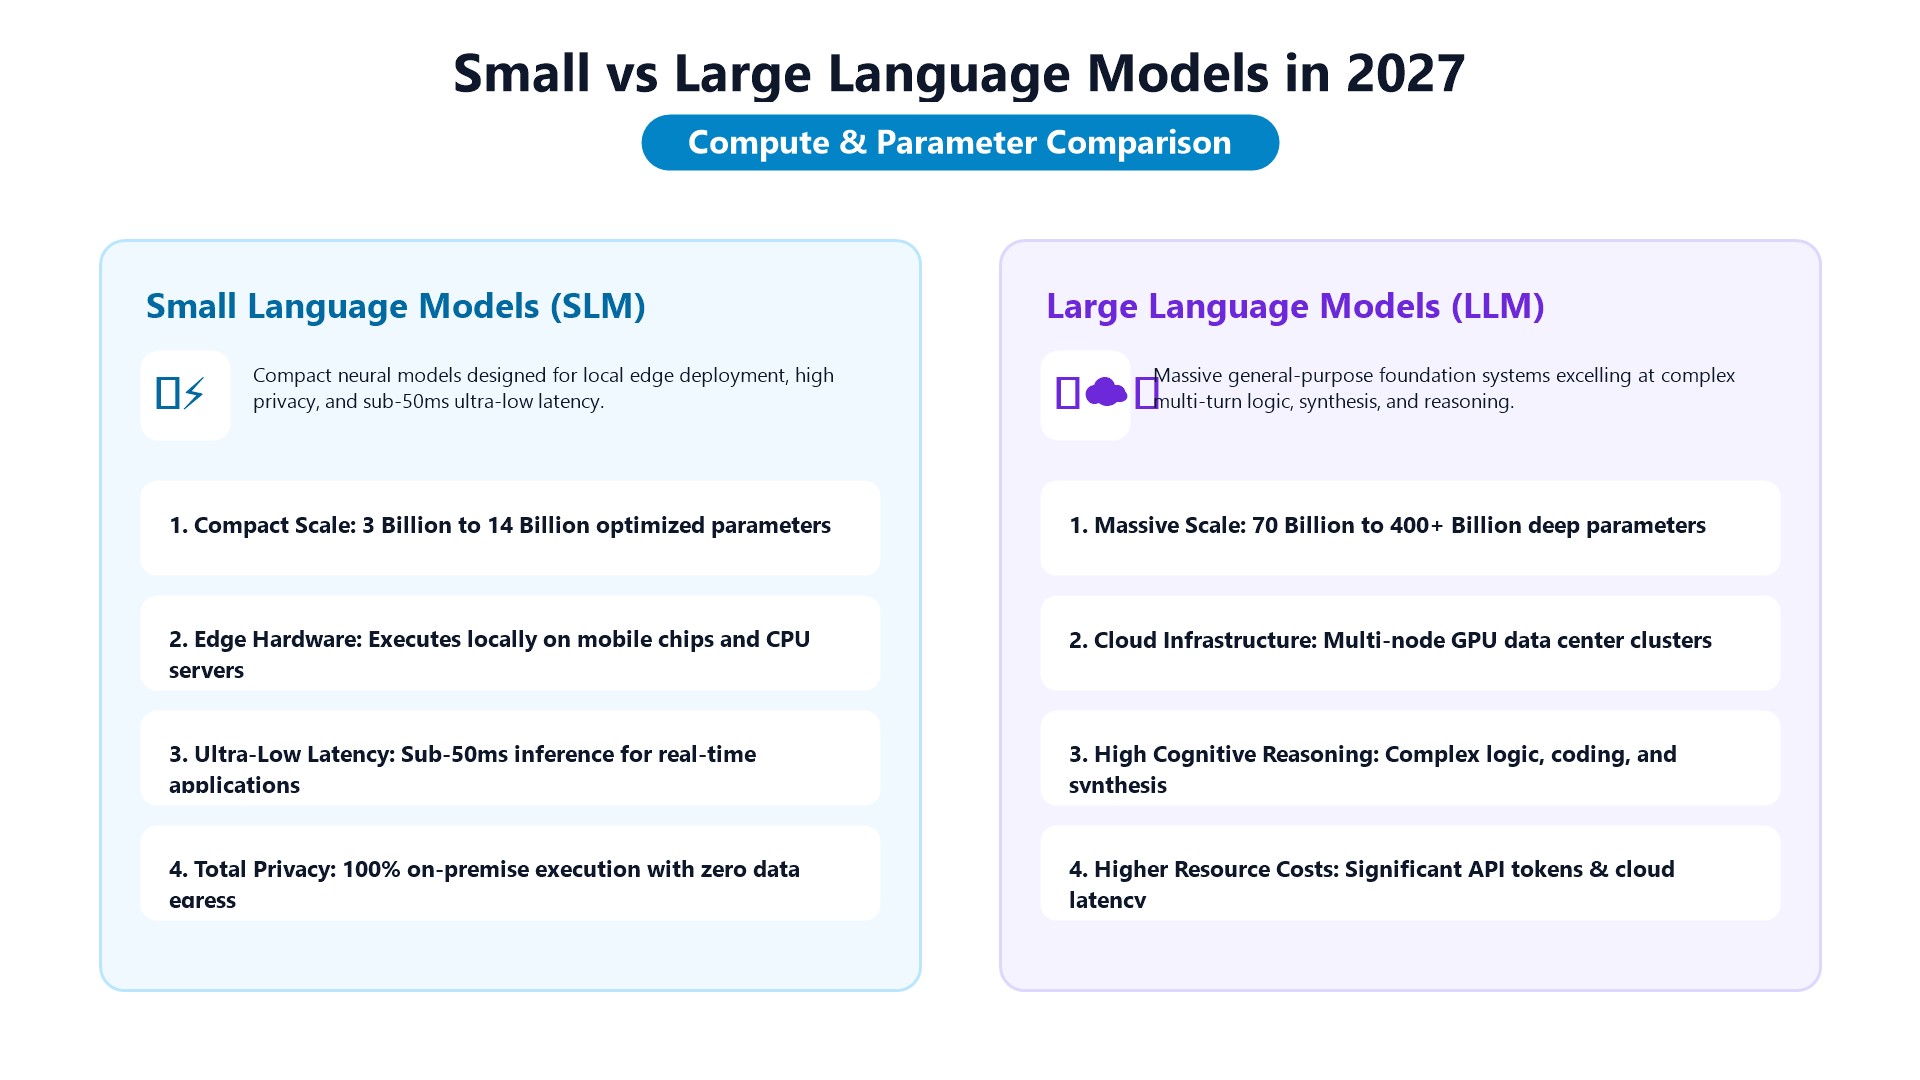 Small vs Large Language Models in 2027
Compute & Parameter Comparison
Small Language Models (SLM)
Compact neural models designed for local edge deployment, high
privacy, and sub-50ms ultra-low latency.
1. Compact Scale: 3 Billion to 14 Billion optimized parameters
2. Edge Hardware: Executes locally on mobile chips and CPU
servers
3. Ultra-Low Latency: Sub-50ms inference for real-time
applications
4. Total Privacy: 100% on-premise execution with zero data
egress
Large Language Models (LLM)
Massive general-purpose foundation systems excelling at complex
multi-turn logic, synthesis, and reasoning.
1. Massive Scale: 70 Billion to 400+ Billion deep parameters
2. Cloud Infrastructure: Multi-node GPU data center clusters
3. High Cognitive Reasoning: Complex logic, coding, and
synthesis
4. Higher Resource Costs: Significant API tokens & cloud
latency